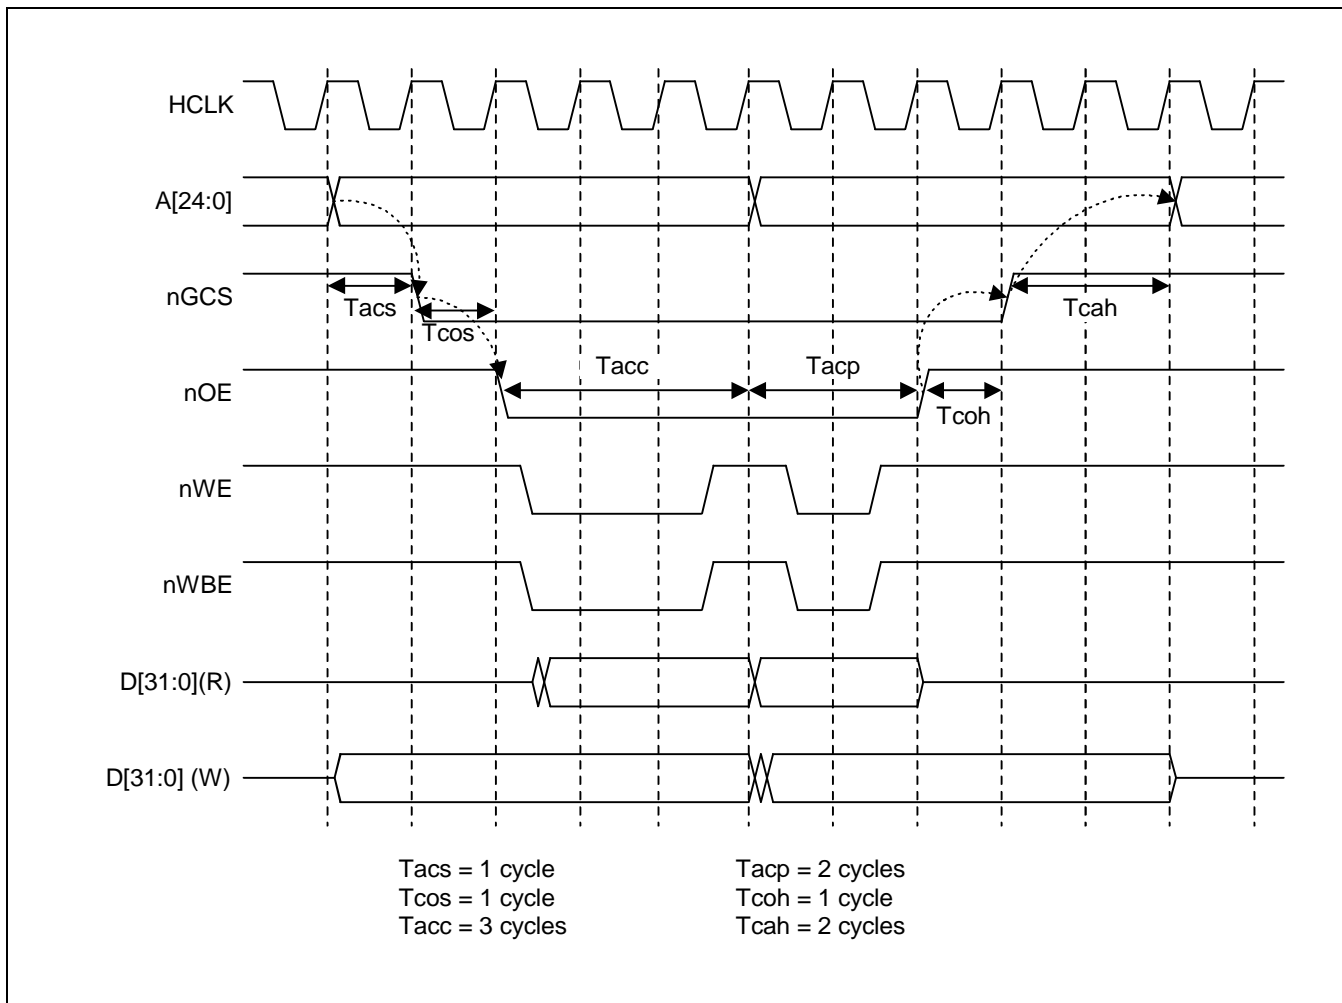 HCLK
A[24:0]
nGCS
Tacs
Tcos
Tcah
nOE
Tacc
Tacp
Tcoh
nWE
nWBE
D[31:0](R)
D[31:0] (W)
Tacs = 1 cycle
Tcos = 1 cycle
Tacc = 3 cycles
Tacp = 2 cycles
Tcoh = 1 cycle
Tcah = 2 cycles